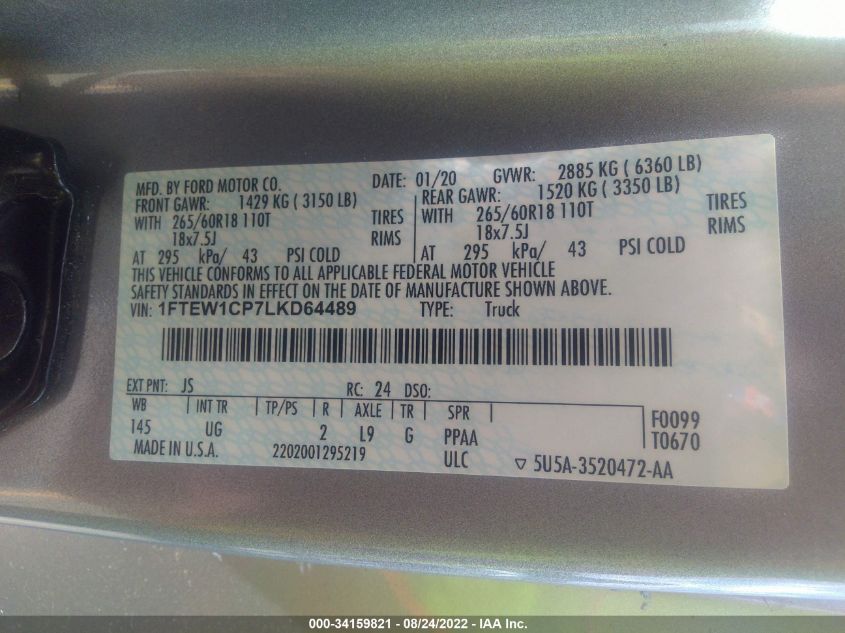 MFD. BY FORD MOTOR CO. DATE: 01/20 GVWR: 2885 KG ( 6360 LB)
FRONT GAWR: 1429 KG ( 3150 LB) REAR GAWR: 1520 KG ( 3350 LB)
WITH 265/60R18 110T TIRES WITH 265/60R18 110T TIRES
18x7.5J RIMS 18x7.5J RIMS
AT 295 kPa/ 43 PSI COLD AT 295 kPa/ 43 PSI COLD
THIS VEHICLE CONFORMS TO ALL APPLICABLE FEDERAL MOTOR VEHICLE
SAFETY STANDARDS IN EFFECT ON THE DATE OF MANUFACTURE SHOWN ABOVE.
VIN: 1FTEW1CP7LKD64489 TYPE: Truck
EXT PNT: JS RC: 24 DSO:
WB INT TR TP/PS R AXLE TR SPR F0099
145 UG 2 L9 G PPAA T0670
MADE IN U.S.A. 2202001295219 ULC ▽ 5U5A-3520472-AA
000-34159821 - 08/24/2022 - IAA Inc.